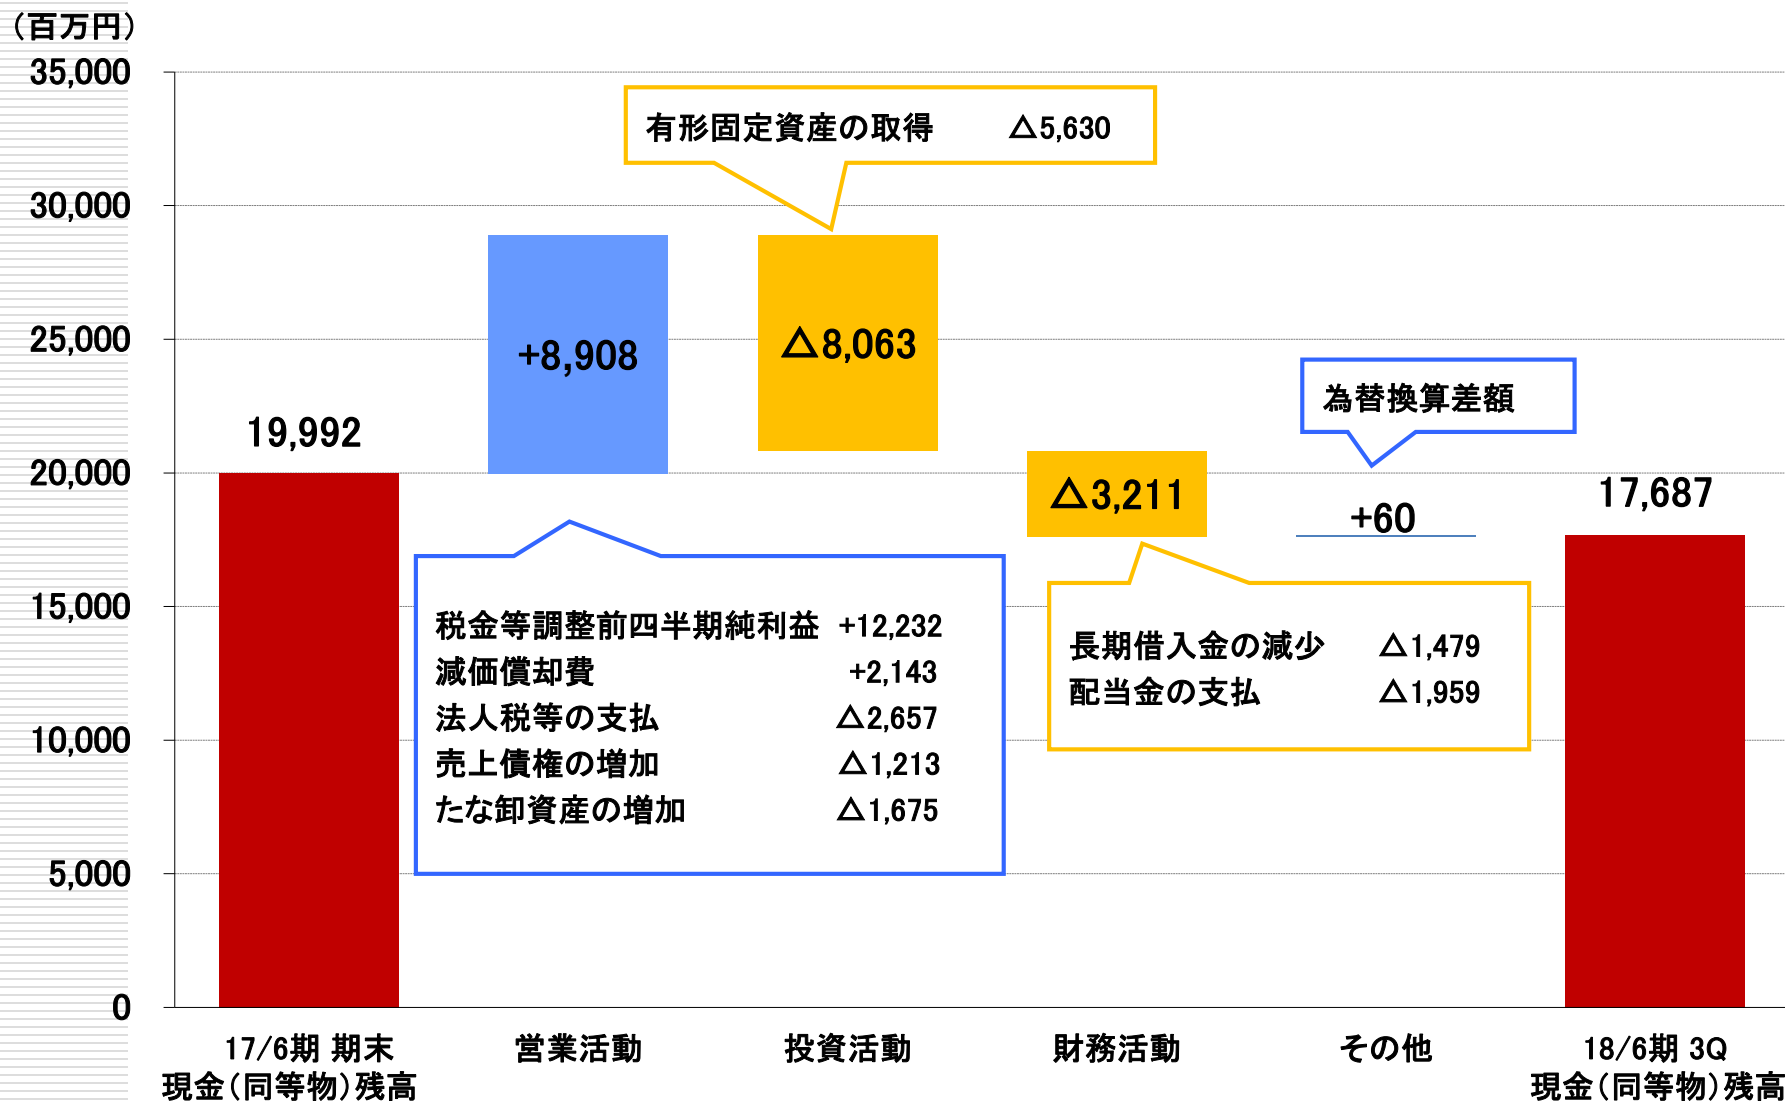 （百万円）
35,000
30,000
25,000
20,000
15,000
10,000
5,000
0
有形固定資産の取得 △5,630
+8,908
△8,063
19,992
為替換算差額
△3,211
+60
17,687
税金等調整前四半期純利益 +12,232
減価償却費 +2,143
法人税等の支払 △2,657
売上債権の増加 △1,213
たな卸資産の増加 △1,675
長期借入金の減少 △1,479
配当金の支払 △1,959
17/6期 期末
現金（同等物）残高
営業活動
投資活動
財務活動
その他
18/6期 3Q
現金（同等物）残高